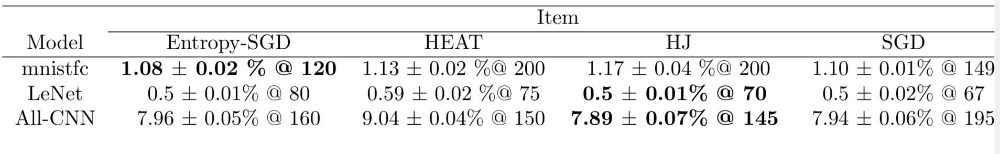 Item
Model Entropy-SGD HEAT HJ SGD
mnistfc 1.08 ± 0.02 % @ 120 1.13 ± 0.02 %@ 200 1.17 ± 0.04 %@ 200 1.10 ± 0.01% @ 149
LeNet 0.5 ± 0.01% @ 80 0.59 ± 0.02 %@ 75 0.5 ± 0.01% @ 70 0.5 ± 0.02% @ 67
All-CNN 7.96 ± 0.05% @ 160 9.04 ± 0.04% @ 150 7.89 ± 0.07% @ 145 7.94 ± 0.06% @ 195